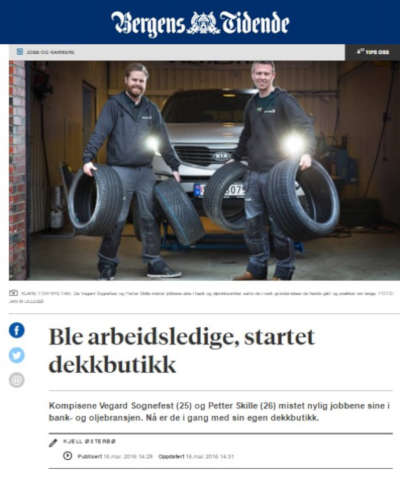 Bergens Tidende
JOBB OG KARRIERE
TIPS OSS
KIA
Ble arbeidsledige, startet
dekkbutikk
Kompisene Vegard Sognefest (25) og Petter Skille (26) mistet nylig jobbene sine i
bank- og oljebransjen. Nå er de i gang med sin egen dekkbutikk.
KJELL ØSTERBØ
Publisert 16.mai. 2016 14:29 Oppdatert 16.mai. 2016 14:31